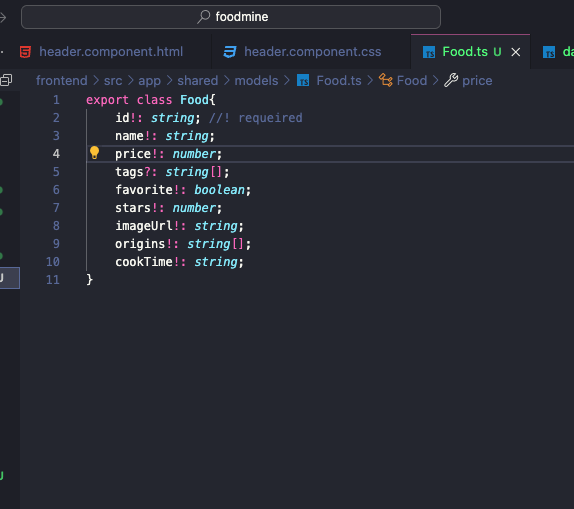 foodmine
header.component.html header.component.css Food.ts U da
frontend > src > app > shared > models > Food.ts > Food > price
1 export class Food{
2 id!: string; //! requeired
3 name!: string;
4 price!: number;
5 tags?: string[];
6 favorite!: boolean;
7 stars!: number;
8 imageUrl!: string;
9 origins!: string[];
10 cookTime!: string;
11 }
U
U